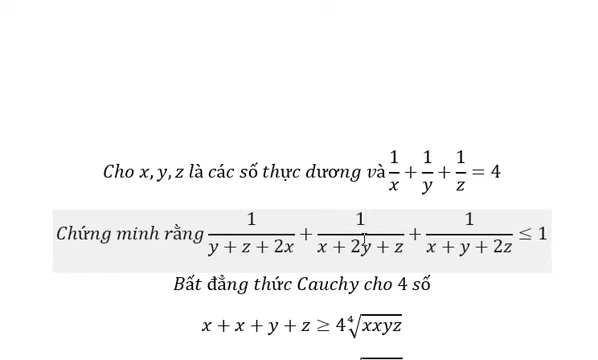 Cho x, y, z là các số thực dương và 1/x + 1/y + 1/z = 4
Chứng minh rằng 1/(y + z + 2x) + 1/(x + 2y + z) + 1/(x + y + 2z) ≤ 1
Bất đẳng thức Cauchy cho 4 số
x + x + y + z ≥ 4∜(xxyz)